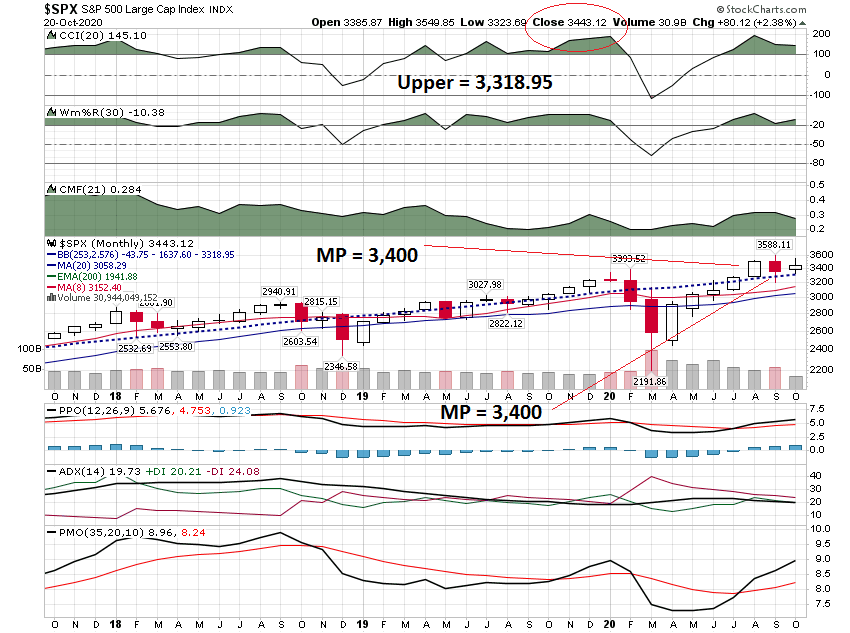 $SPX S&P 500 Large Cap Index INDX
© StockCharts.com
20-Oct-2020
Open 3385.87 High 3549.85 Low 3323.69 Close 3443.12 Volume 30.9B Chg +80.12 (+2.38%)
CCI(20) 145.10
200
100
0
-100
Upper = 3,318.95
Wm%R(30) -10.38
-20
-50
-80
CMF(21) 0.284
0.5
0.4
0.3
0.2
$SPX (Monthly) 3443.12
BB(253,2.576) -43.75 - 1637.60 - 3318.95
MA(20) 3058.29
EMA(200) 1941.88
MA(8) 3152.40
Volume 30,944,049,152
MP = 3,400
3588.11
3393.52
3027.98
2940.91
2815.15
2822.12
2603.54
2532.69
2553.80
2346.58
2191.86
3600
3400
3200
3000
2800
2600
2400
2200
100B
50B
O N D 18 F M A M J J A S O N D 19 F M A M J J A S O N D 20 F M A M J J A S O
MP = 3,400
PPO(12,26,9) 5.676, 4.753, 0.923
7.5
5.0
2.5
0.0
ADX(14) 19.73 +DI 20.21 -DI 24.08
40
30
20
10
PMO(35,20,10) 8.96, 8.24
10.0
9.5
9.0
8.5
8.0
7.5
O N D 18 F M A M J J A S O N D 19 F M A M J J A S O N D 20 F M A M J J A S O